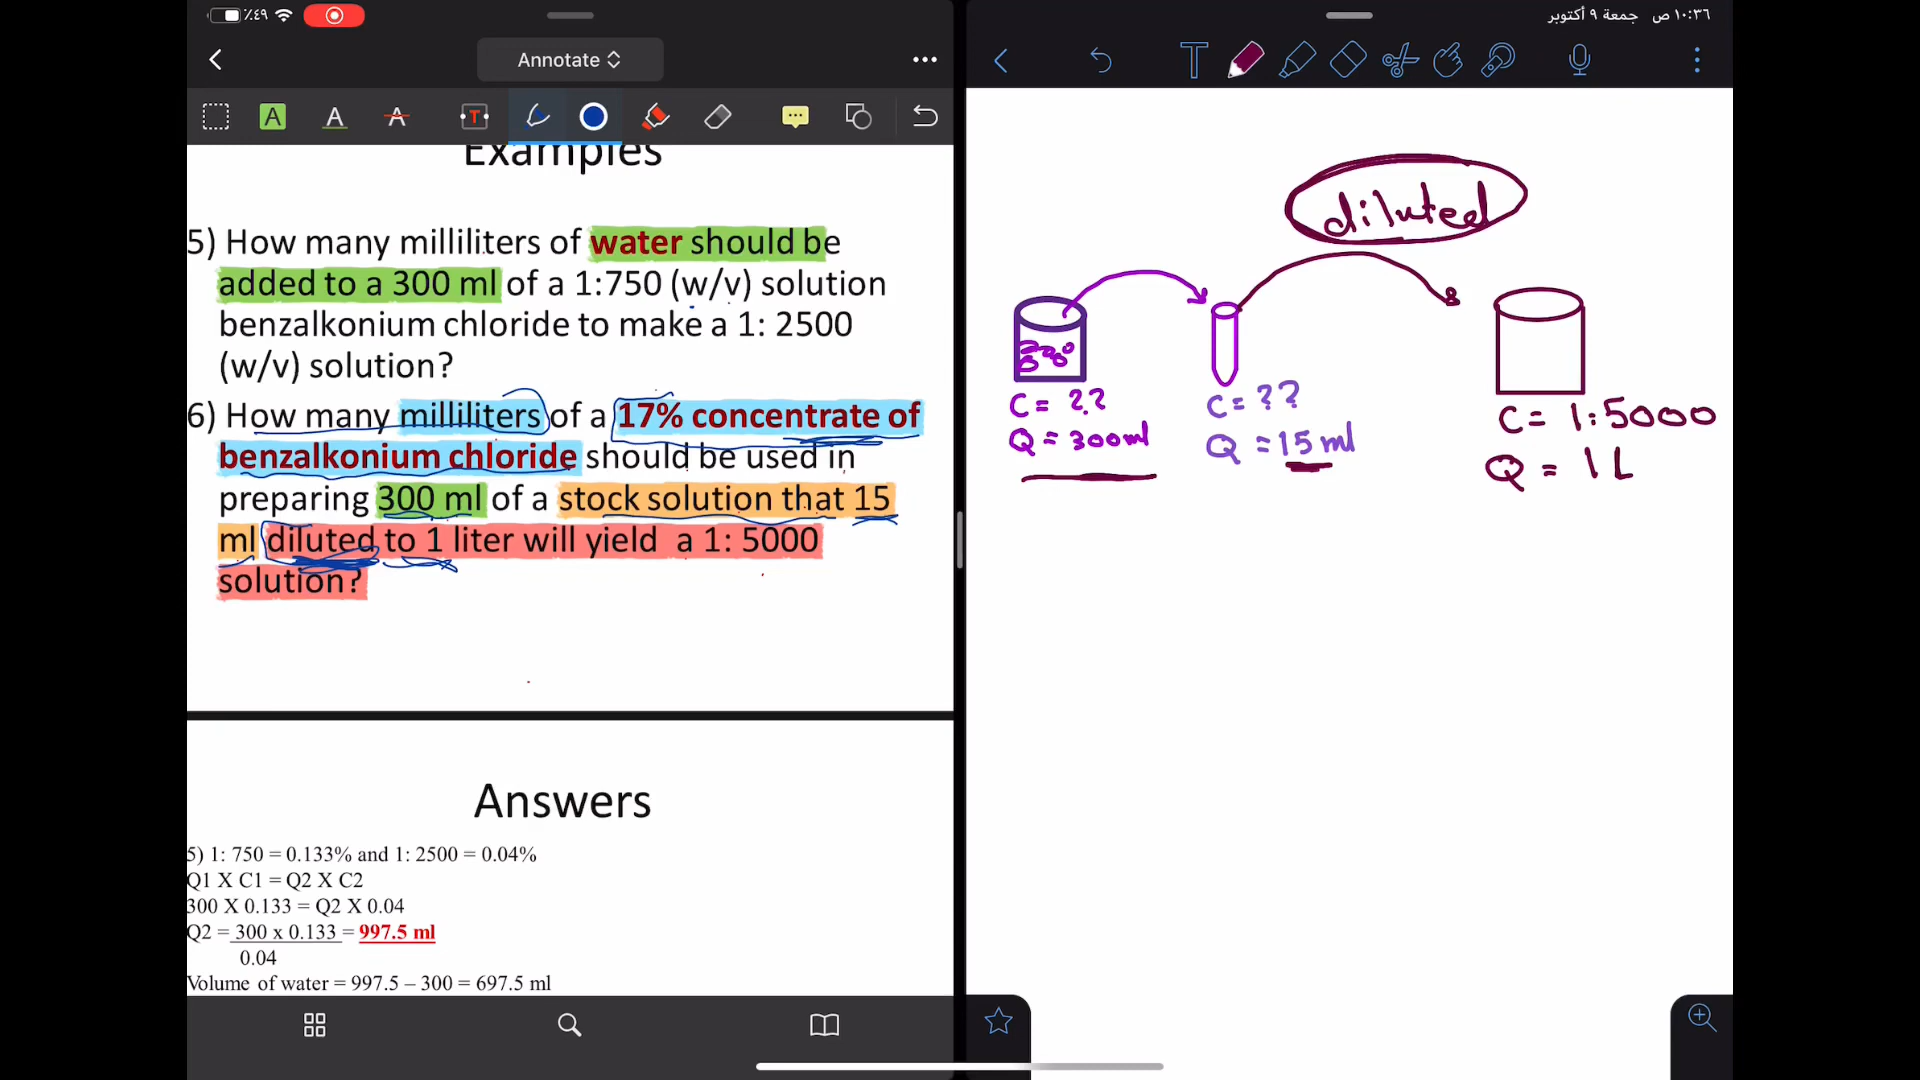 ٪٤٩
Annotate
A A A T
Examples
5) How many milliliters of water should be
added to a 300 ml of a 1:750 (w/v) solution
benzalkonium chloride to make a 1: 2500
(w/v) solution?
6) How many milliliters of a 17% concentrate of
benzalkonium chloride should be used in
preparing 300 ml of a stock solution that 15
ml diluted to 1 liter will yield a 1: 5000
solution?
Answers
5) 1: 750 = 0.133% and 1: 2500 = 0.04%
Q1 X C1 = Q2 X C2
300 X 0.133 = Q2 X 0.04
Q2 = 300 x 0.133 = 997.5 ml
0.04
Volume of water = 997.5 – 300 = 697.5 ml
١٠:٣٦ ص جمعة ٩ أكتوبر
T
diluted
C = ??
Q = 300ml
C = ??
Q = 15 ml
C = 1:5000
Q = 1 L